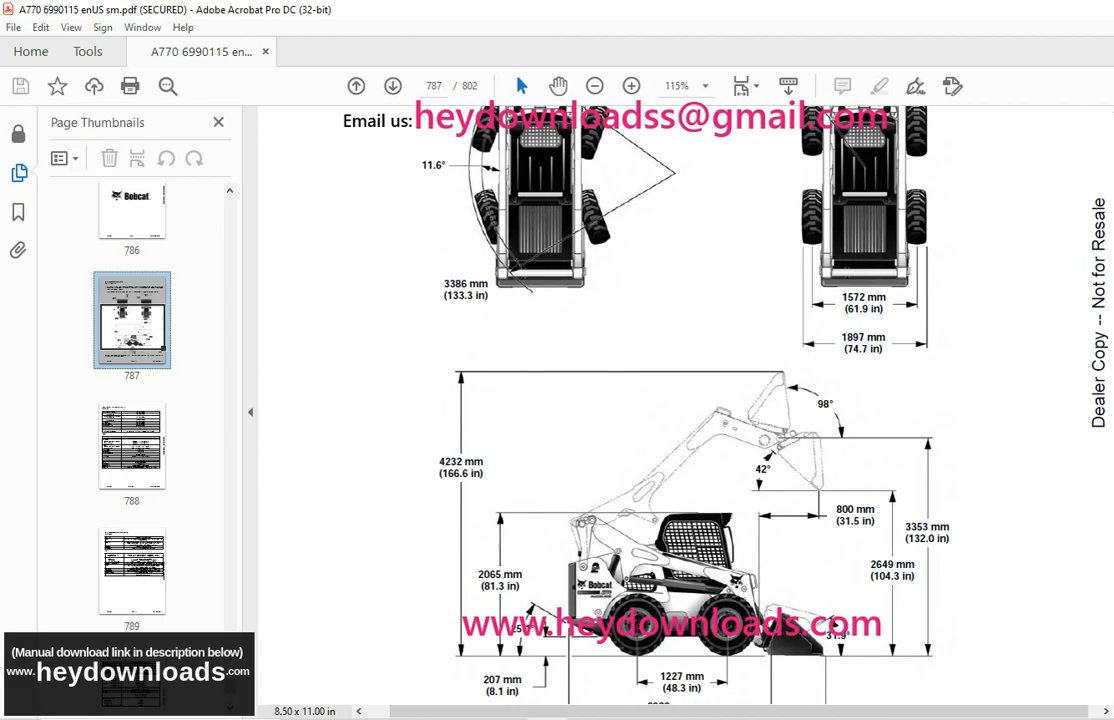 A770 6990115 enUS sm.pdf (SECURED) - Adobe Acrobat Pro DC (32-bit)
File Edit View Sign Window Help
Home Tools A770 6990115 en... ×
787 / 802 115%
Page Thumbnails
Bobcat
786
787
788
789
Email us: heydownloadss@gmail.com
11.6°
3386 mm
(133.3 in)
1572 mm
(61.9 in)
1897 mm
(74.7 in)
98°
4232 mm
(166.6 in)
42°
800 mm
(31.5 in)
3353 mm
(132.0 in)
2065 mm
(81.3 in)
2649 mm
(104.3 in)
Bobcat
www.heydownloads.com
31.9°
207 mm
(8.1 in)
1227 mm
(48.3 in)
Dealer Copy -- Not for Resale
(Manual download link in description below)
www.heydownloads.com
8.50 x 11.00 in